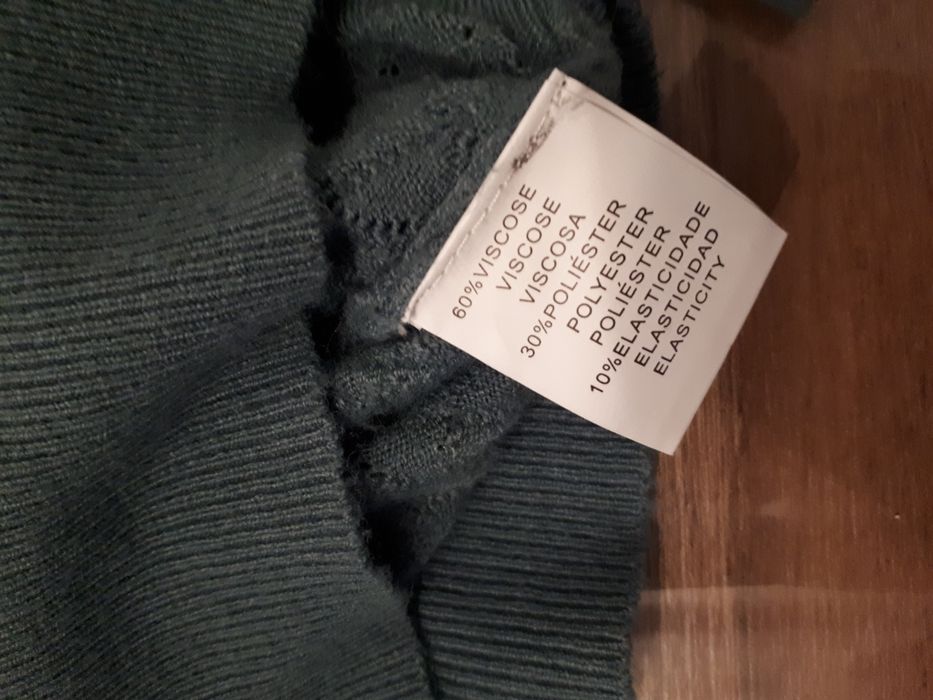 60%VISCOSE
VISCOSE
VISCOSA
30%POLIÉSTER
POLYESTER
POLIÉSTER
10%ELASTICIDADE
ELASTICIDAD
ELASTICITY